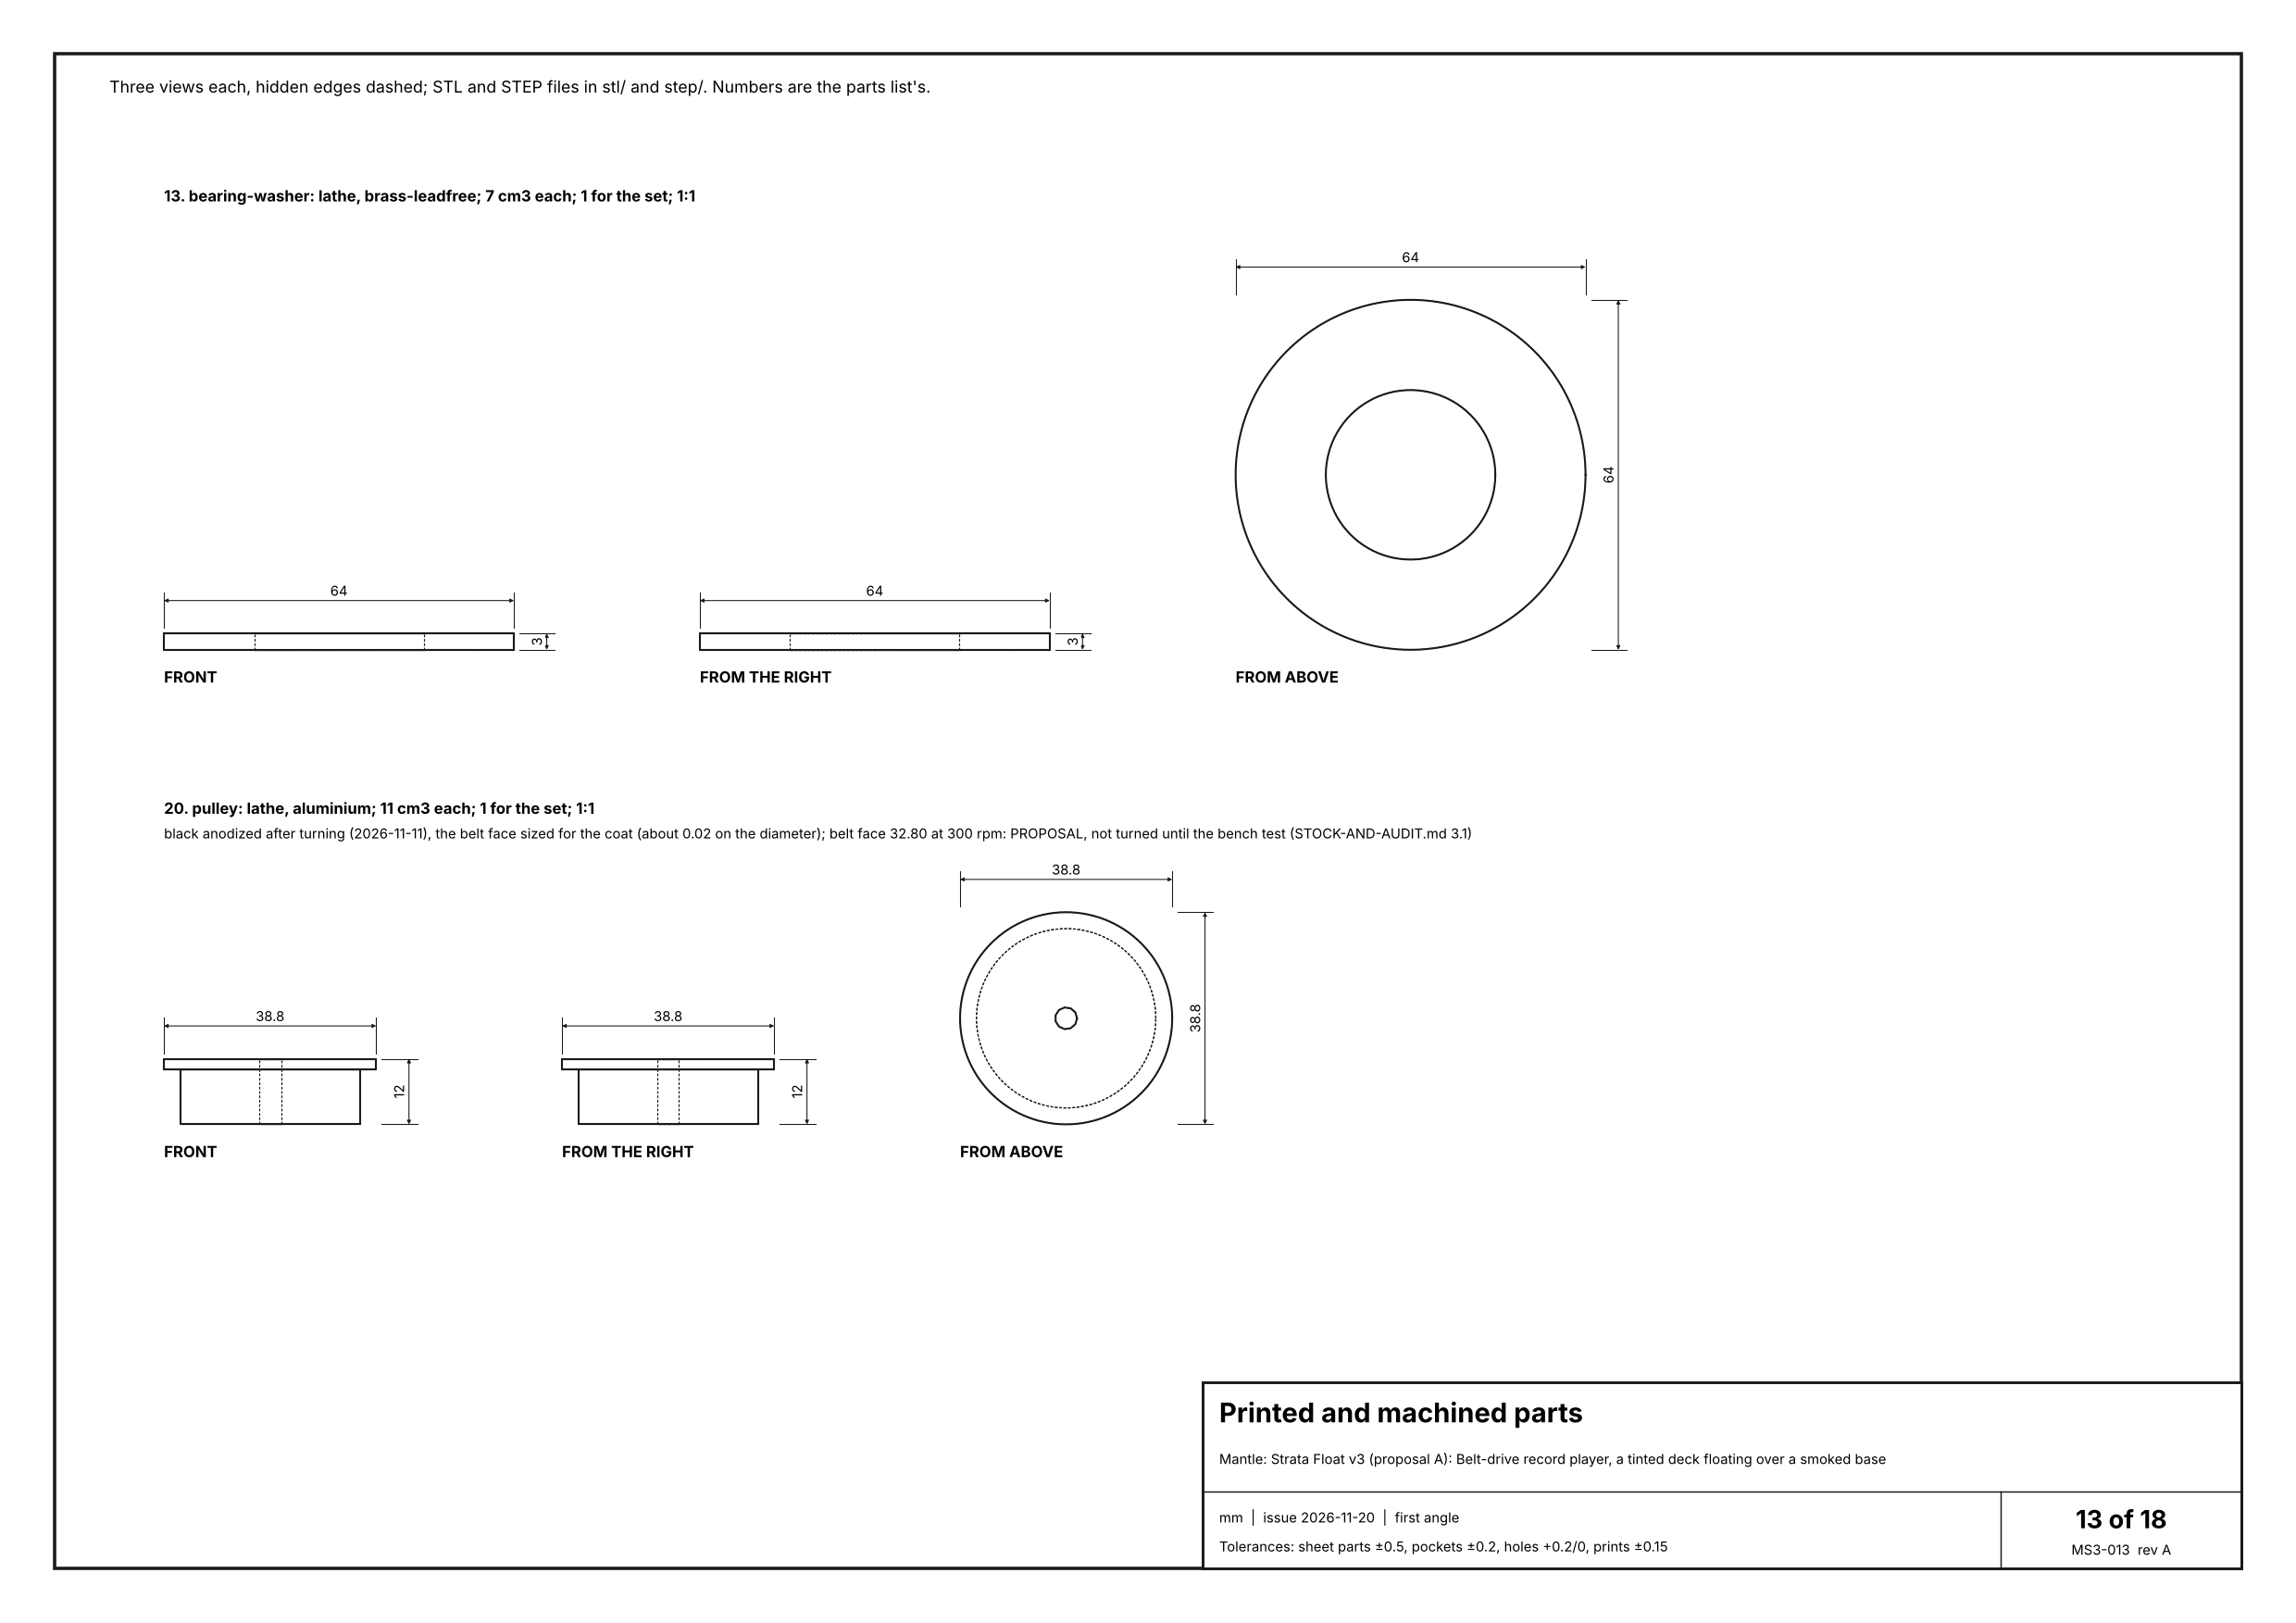 Three views each, hidden edges dashed; STL and STEP files in stl/ and step/. Numbers are the parts list's.
13. bearing-washer: lathe, brass-leadfree; 7 cm3 each; 1 for the set; 1:1
64
64
64
64
3
3
FRONT
FROM THE RIGHT
FROM ABOVE
20. pulley: lathe, aluminium; 11 cm3 each; 1 for the set; 1:1
black anodized after turning (2026-11-11), the belt face sized for the coat (about 0.02 on the diameter); belt face 32.80 at 300 rpm: PROPOSAL, not turned until the bench test (STOCK-AND-AUDIT.md 3.1)
38.8
38.8
38.8
38.8
12
12
FRONT
FROM THE RIGHT
FROM ABOVE
Printed and machined parts
Mantle: Strata Float v3 (proposal A): Belt-drive record player, a tinted deck floating over a smoked base
mm | issue 2026-11-20 | first angle
Tolerances: sheet parts ±0.5, pockets ±0.2, holes +0.2/0, prints ±0.15
13 of 18
MS3-013 rev A